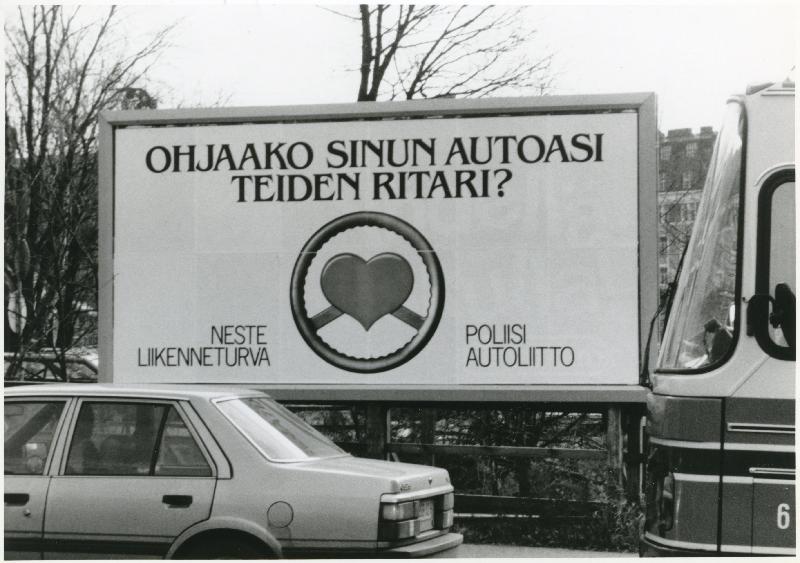 OHJAAKO SINUN AUTOASI
TEIDEN RITARI?
NESTE
LIIKENNETURVA
POLIISI
AUTOLIITTO
6